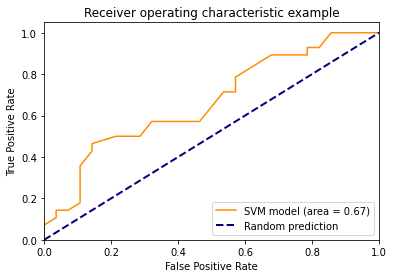 Receiver operating characteristic example
True Positive Rate
1.0
0.8
0.6
0.4
0.2
0.0
SVM model (area = 0.67)
Random prediction
0.0 0.2 0.4 0.6 0.8 1.0
False Positive Rate